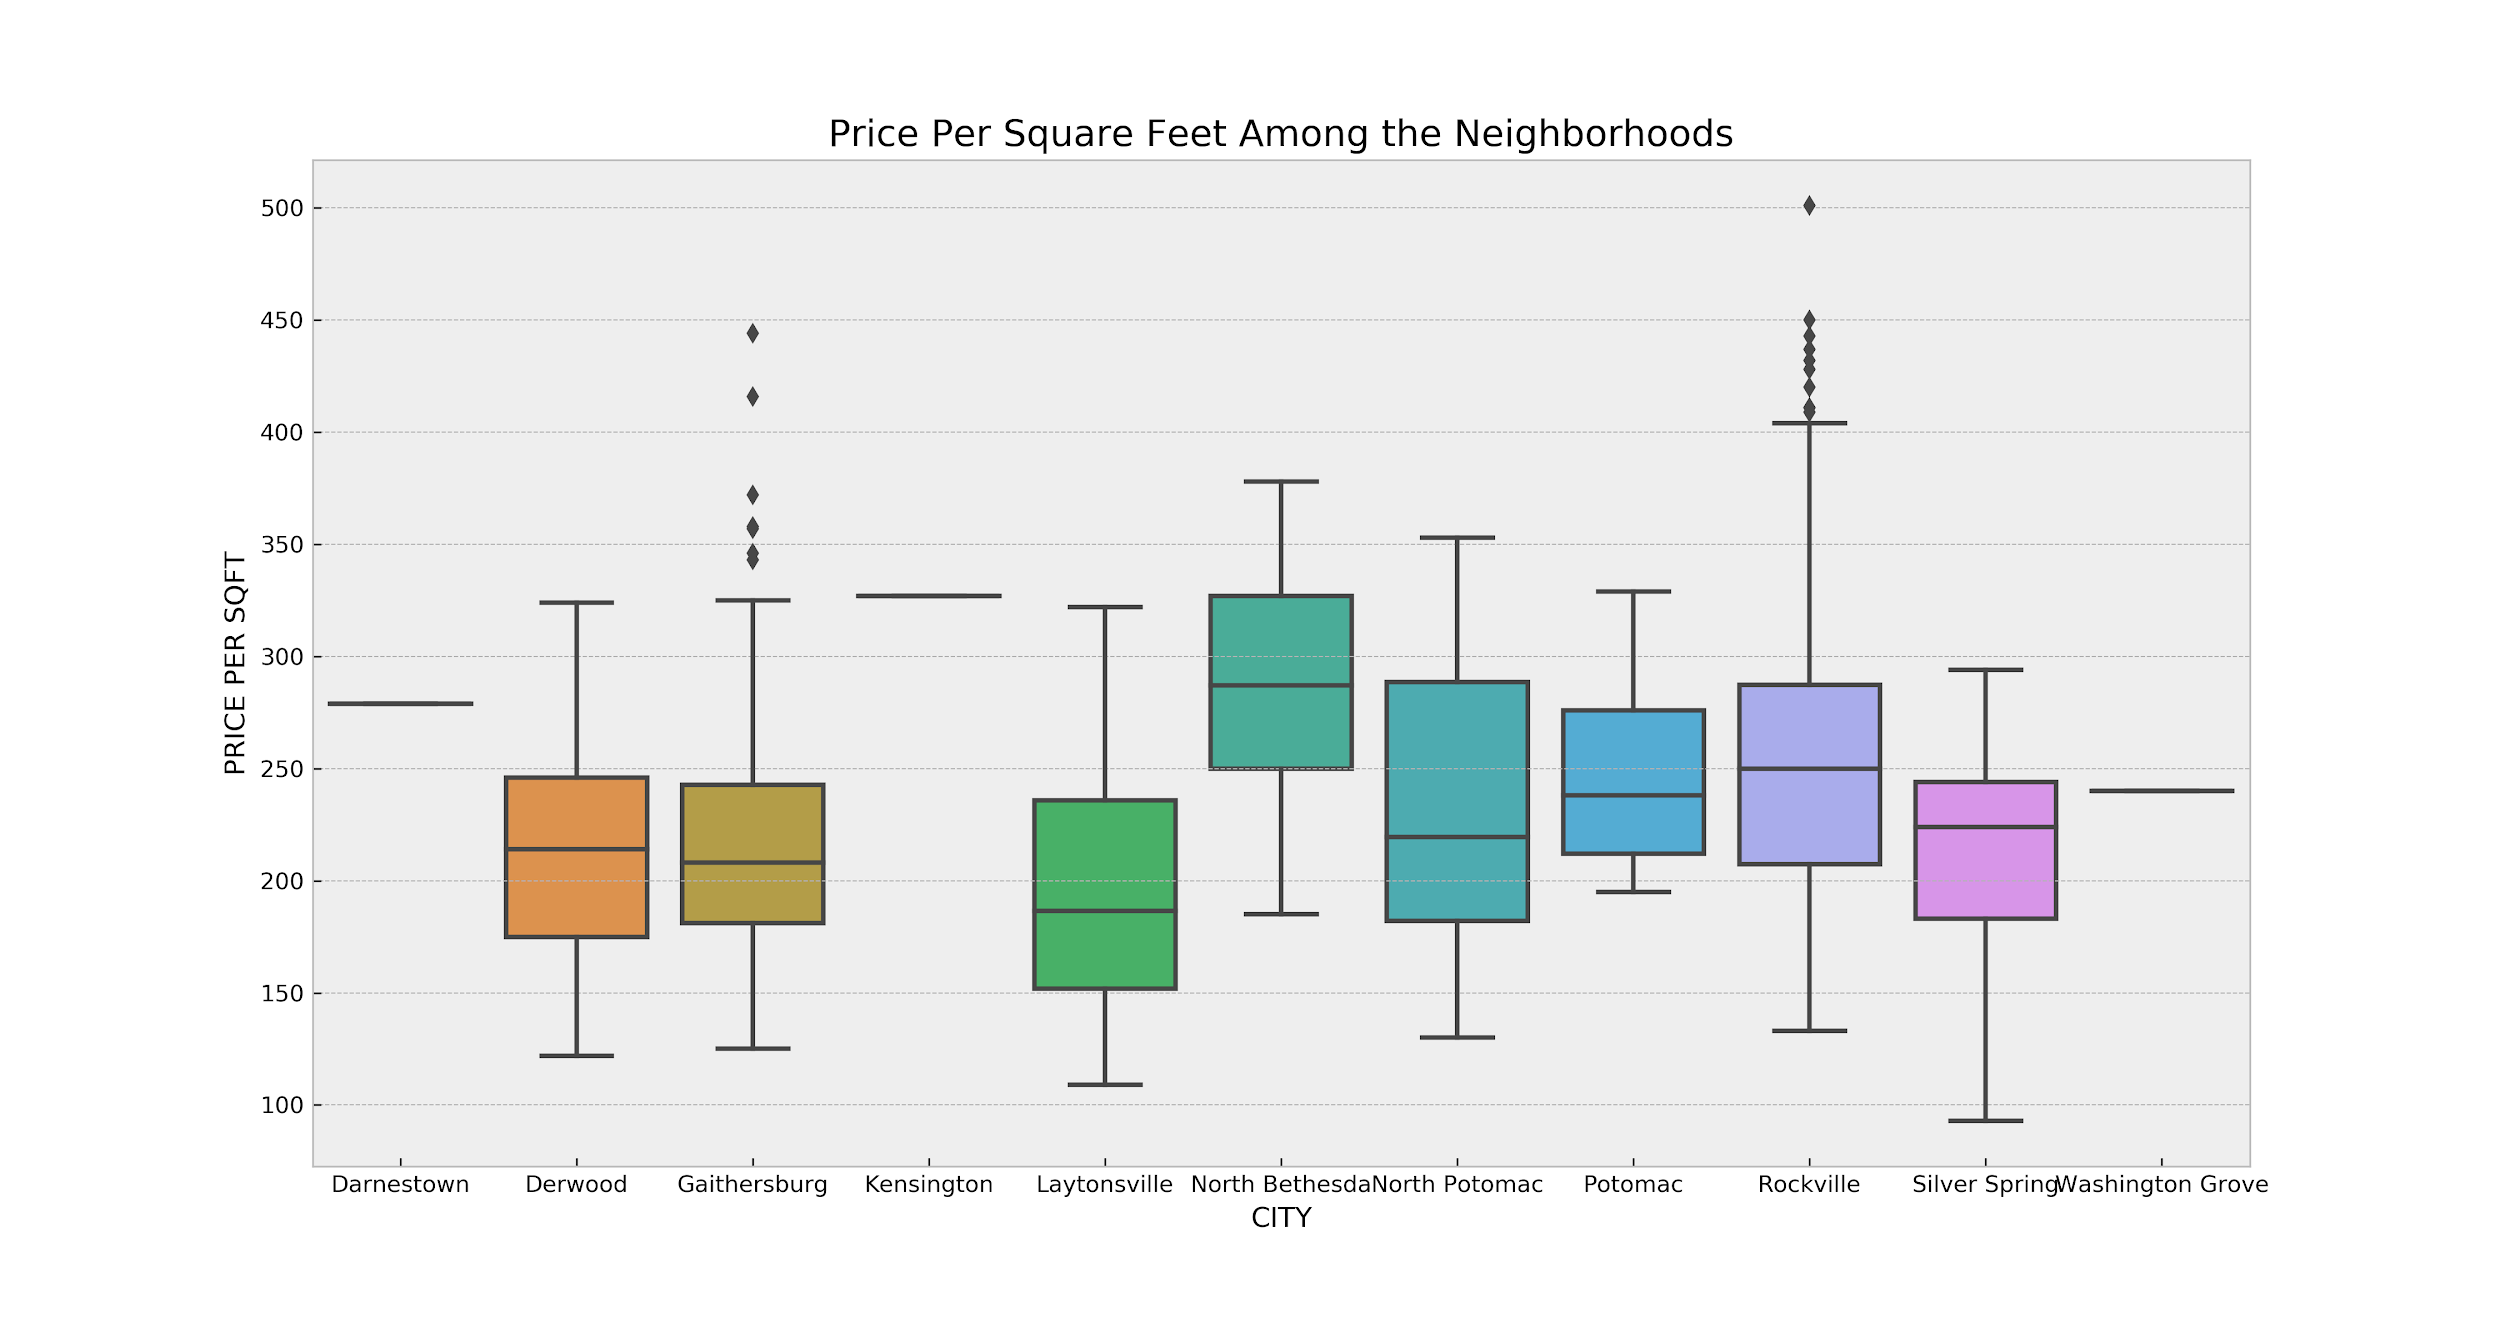 Price Per Square Feet Among the Neighborhoods
PRICE PER SQFT
500
450
400
350
300
250
200
150
100
Darnestown Derwood Gaithersburg Kensington Laytonsville North Bethesda North Potomac Potomac Rockville Silver Spring Washington Grove
CITY